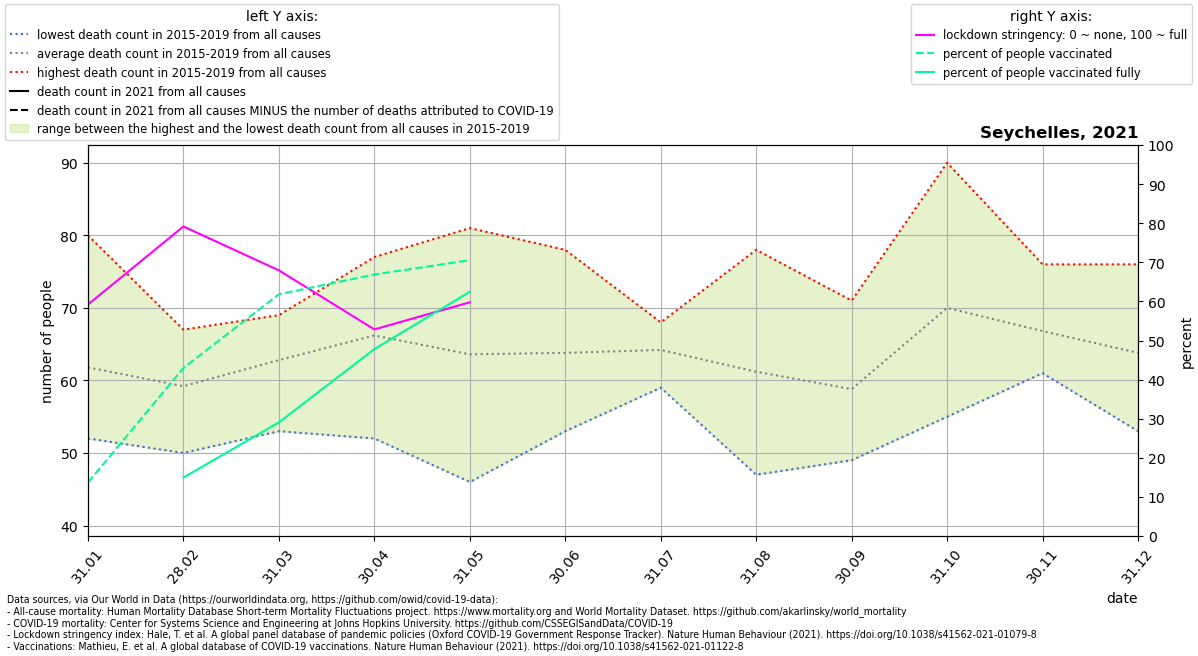 left Y axis:
lowest death count in 2015-2019 from all causes
average death count in 2015-2019 from all causes
highest death count in 2015-2019 from all causes
death count in 2021 from all causes
death count in 2021 from all causes MINUS the number of deaths attributed to COVID-19
range between the highest and the lowest death count from all causes in 2015-2019
right Y axis:
lockdown stringency: 0 ~ none, 100 ~ full
percent of people vaccinated
percent of people vaccinated fully
Seychelles, 2021
number of people
90
80
70
60
50
40
100
90
80
70
60
50
40
30
20
10
0
percent
31.01
28.02
31.03
30.04
31.05
30.06
31.07
31.08
30.09
31.10
30.11
31.12
date
Data sources, via Our World in Data (https://ourworldindata.org, https://github.com/owid/covid-19-data):
- All-cause mortality: Human Mortality Database Short-term Mortality Fluctuations project. https://www.mortality.org and World Mortality Dataset. https://github.com/akarlinsky/world_mortality
- COVID-19 mortality: Center for Systems Science and Engineering at Johns Hopkins University. https://github.com/CSSEGISandData/COVID-19
- Lockdown stringency index: Hale, T. et al. A global panel database of pandemic policies (Oxford COVID-19 Government Response Tracker). Nature Human Behaviour (2021). https://doi.org/10.1038/s41562-021-01079-8
- Vaccinations: Mathieu, E. et al. A global database of COVID-19 vaccinations. Nature Human Behaviour (2021). https://doi.org/10.1038/s41562-021-01122-8